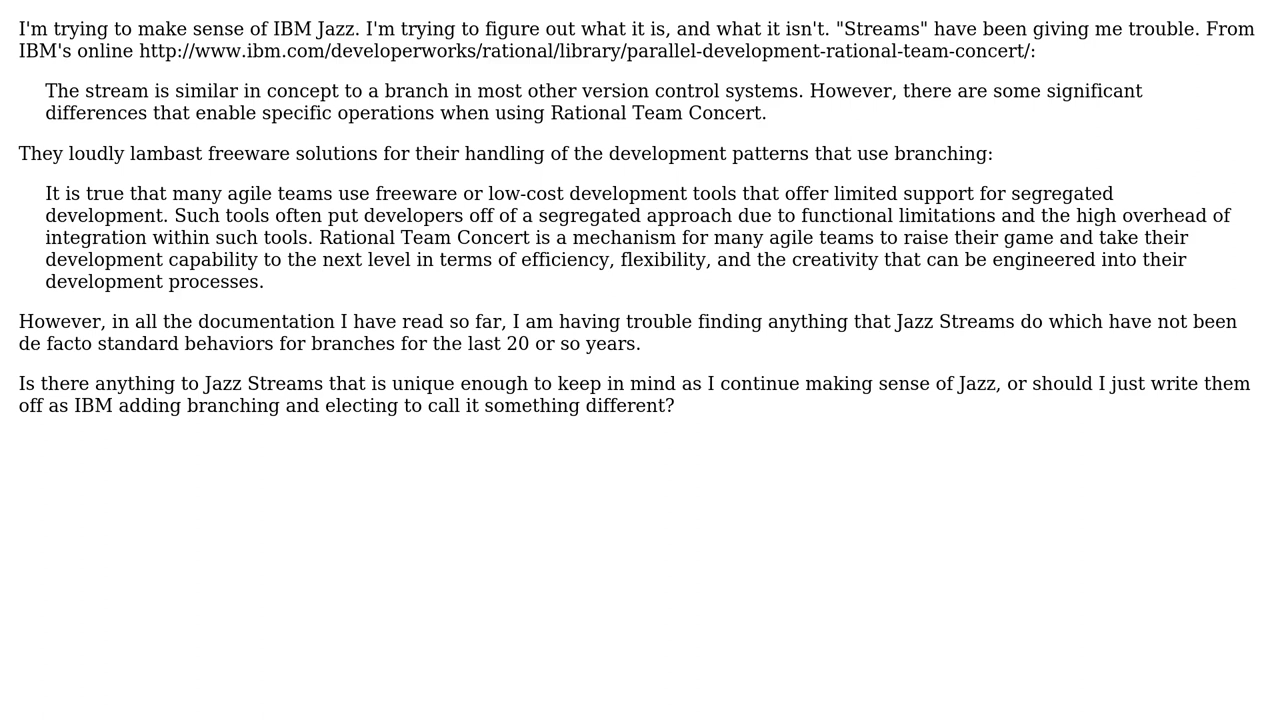 I'm trying to make sense of IBM Jazz. I'm trying to figure out what it is, and what it isn't. "Streams" have been giving me trouble. From
IBM's online http://www.ibm.com/developerworks/rational/library/parallel-development-rational-team-concert/:
The stream is similar in concept to a branch in most other version control systems. However, there are some significant
differences that enable specific operations when using Rational Team Concert.
They loudly lambast freeware solutions for their handling of the development patterns that use branching:
It is true that many agile teams use freeware or low-cost development tools that offer limited support for segregated
development. Such tools often put developers off of a segregated approach due to functional limitations and the high overhead of
integration within such tools. Rational Team Concert is a mechanism for many agile teams to raise their game and take their
development capability to the next level in terms of efficiency, flexibility, and the creativity that can be engineered into their
development processes.
However, in all the documentation I have read so far, I am having trouble finding anything that Jazz Streams do which have not been
de facto standard behaviors for branches for the last 20 or so years.
Is there anything to Jazz Streams that is unique enough to keep in mind as I continue making sense of Jazz, or should I just write them
off as IBM adding branching and electing to call it something different?